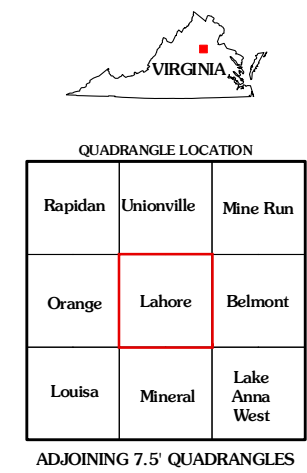 VIRGINIA
QUADRANGLE LOCATION
Rapidan Unionville Mine Run
Orange Lahore Belmont
Louisa Mineral Lake
Anna
West
ADJOINING 7.5' QUADRANGLES